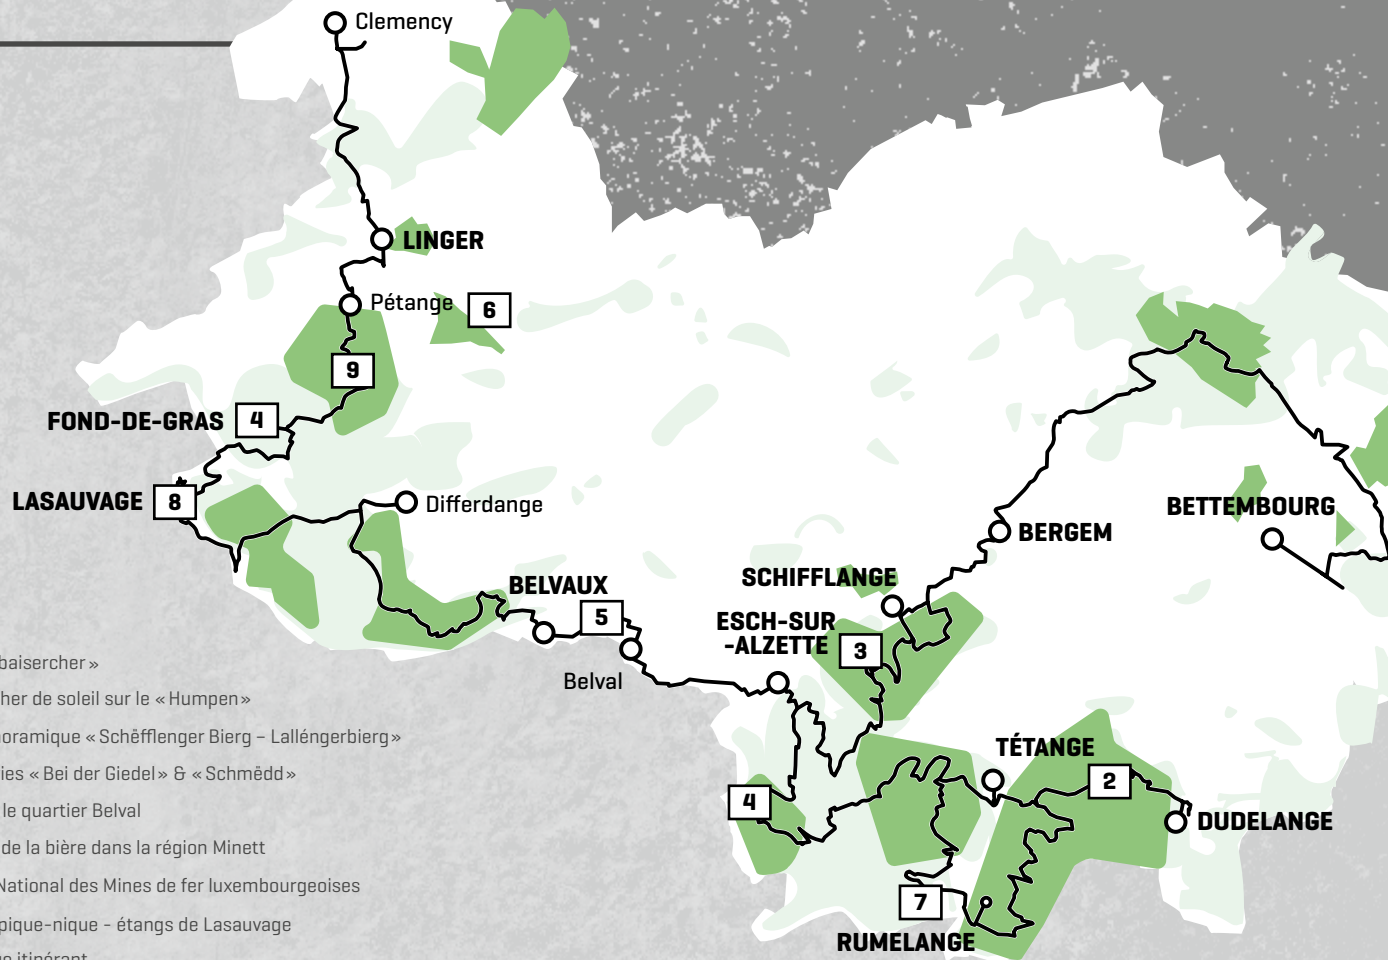 Clemency
LINGER
Pétange
6
9
FOND-DE-GRAS
4
LASAUVAGE
8
Differdange
BETTEMBOURG
BERGEM
SCHIFFLANGE
BELVAUX
5
ESCH-SUR
-ALZETTE
3
Belval
TÉTANGE
2
4
DUDELANGE
7
RUMELANGE
baisercher »
her de soleil sur le « Humpen »
noramique « Schëfflenger Bierg – Lalléngerbierg »
ies « Bei der Giedel » & « Schmëdd »
le quartier Belval
de la bière dans la région Minett
National des Mines de fer luxembourgeoises
pique-nique - étangs de Lasauvage
itinérant